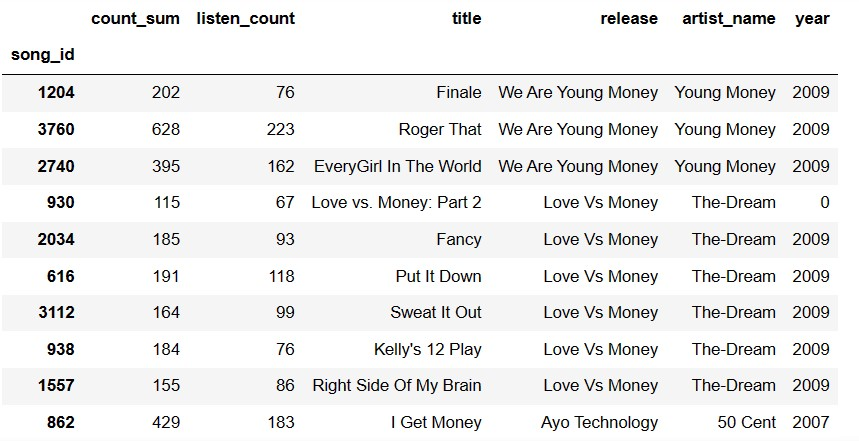 count_sum listen_count title release artist_name year
song_id
1204 202 76 Finale We Are Young Money Young Money 2009
3760 628 223 Roger That We Are Young Money Young Money 2009
2740 395 162 EveryGirl In The World We Are Young Money Young Money 2009
930 115 67 Love vs. Money: Part 2 Love Vs Money The-Dream 0
2034 185 93 Fancy Love Vs Money The-Dream 2009
616 191 118 Put It Down Love Vs Money The-Dream 2009
3112 164 99 Sweat It Out Love Vs Money The-Dream 2009
938 184 76 Kelly's 12 Play Love Vs Money The-Dream 2009
1557 155 86 Right Side Of My Brain Love Vs Money The-Dream 2009
862 429 183 I Get Money Ayo Technology 50 Cent 2007